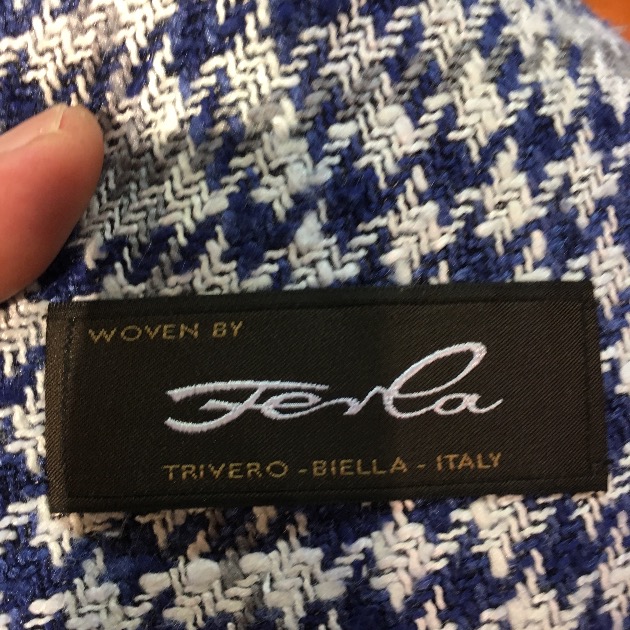 WOVEN BY
Ferla
TRIVERO - BIELLA - ITALY